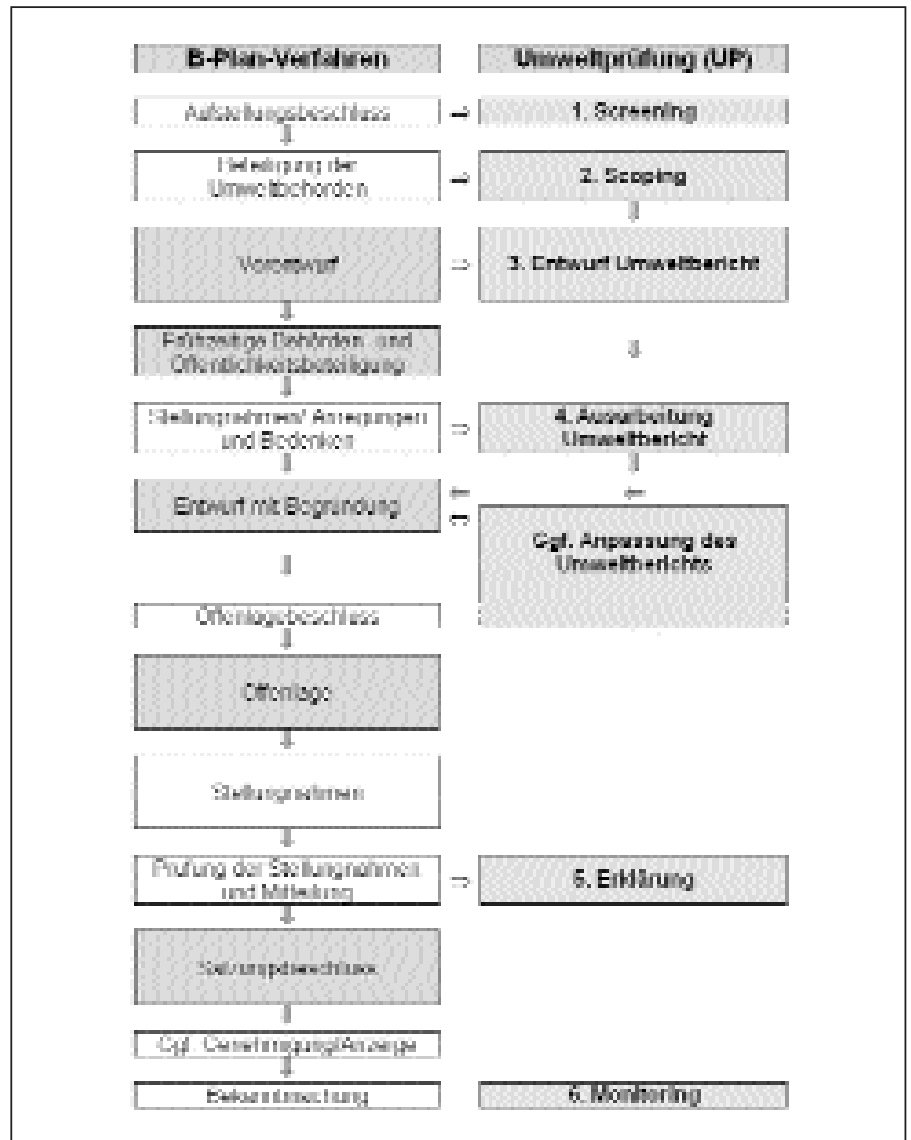 B-Plan-Verfahren
Umweltprüfung (UP)
Aufstellungsbeschluss
1. Screening
Beteiligung der
Umweltbehörden
2. Scoping
Vorentwurf
3. Entwurf Umweltbericht
Frühzeitige Behörden- und
Öffentlichkeitsbeteiligung
Stellungnahmen/ Anregungen
und Bedenken
4. Ausarbeitung
Umweltbericht
Entwurf mit Begründung
Ggf. Anpassung des
Umweltberichts
Offenlagebeschluss
Offenlage
Stellungnahmen
Prüfung der Stellungnahmen
und Mitteilung
5. Erklärung
Satzungsbeschluss
Ggf. Genehmigung/Anzeige
Bekanntmachung
6. Monitoring